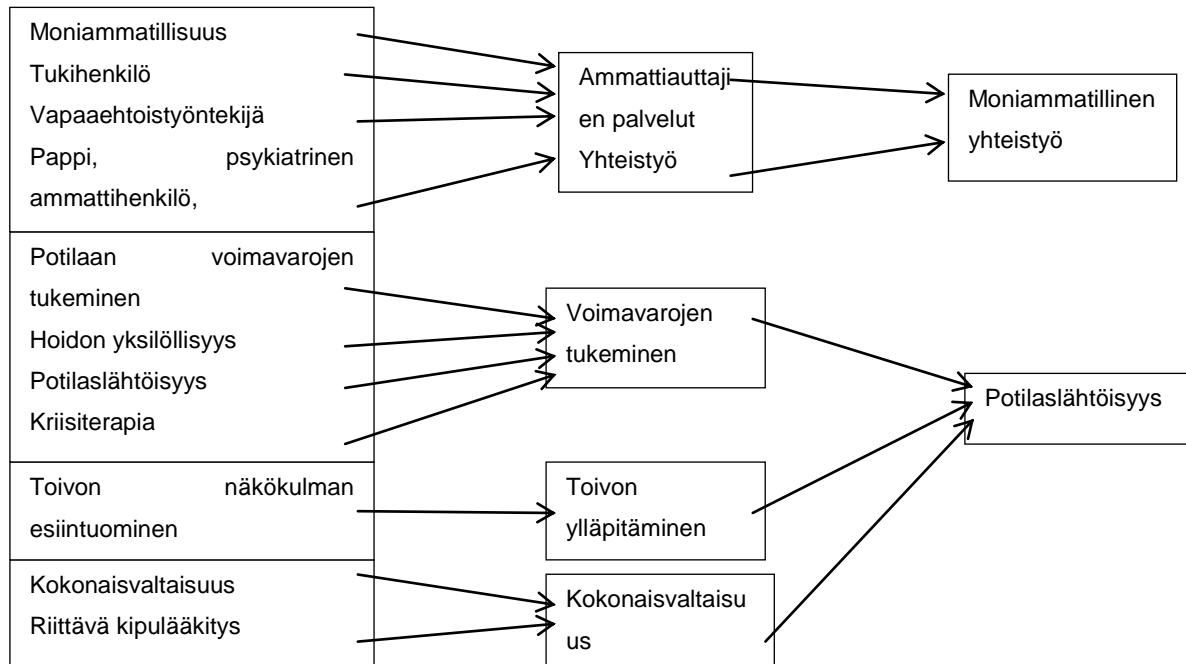 Moniammatillisuus
Tukihenkilö
Vapaaehtoistyöntekijä
Pappi, psykiatrinen
ammattihenkilö,
Ammattiauttaji
en palvelut
Yhteistyö
Moniammatillinen
yhteistyö
Potilaan voimavarojen
tukeminen
Hoidon yksilöllisyys
Potilaslähtöisyys
Kriisiterapia
Voimavarojen
tukeminen
Potilaslähtöisyys
Toivon näkökulman
esiintuominen
Toivon
ylläpitäminen
Kokonaisvaltaisuus
Riittävä kipulääkitys
Kokonaisvaltaisu
us